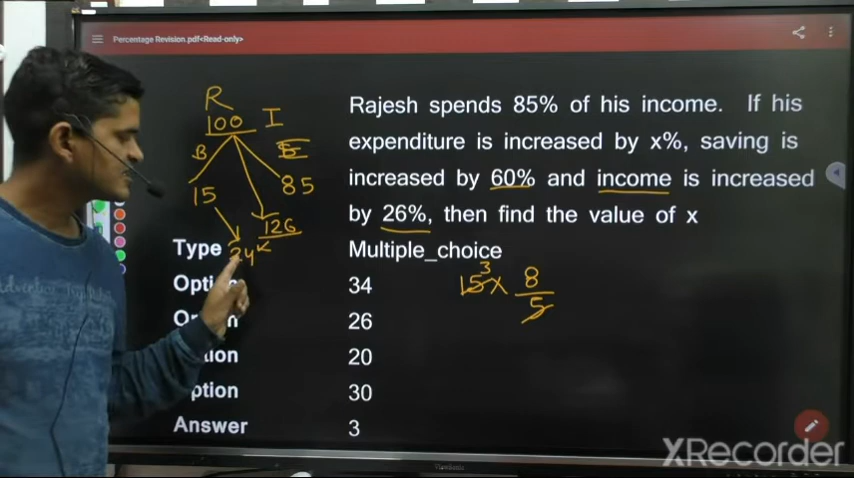 Percentage Revision.pdf<Read-only>
R
100 I
15
85
126
24
Rajesh spends 85% of his income. If his
expenditure is increased by x%, saving is
increased by 60% and income is increased
by 26%, then find the value of x
Type Multiple_choice
15 3 x 8
5
34
26
20
30
Answer 3
ViewSonic
XRecorder